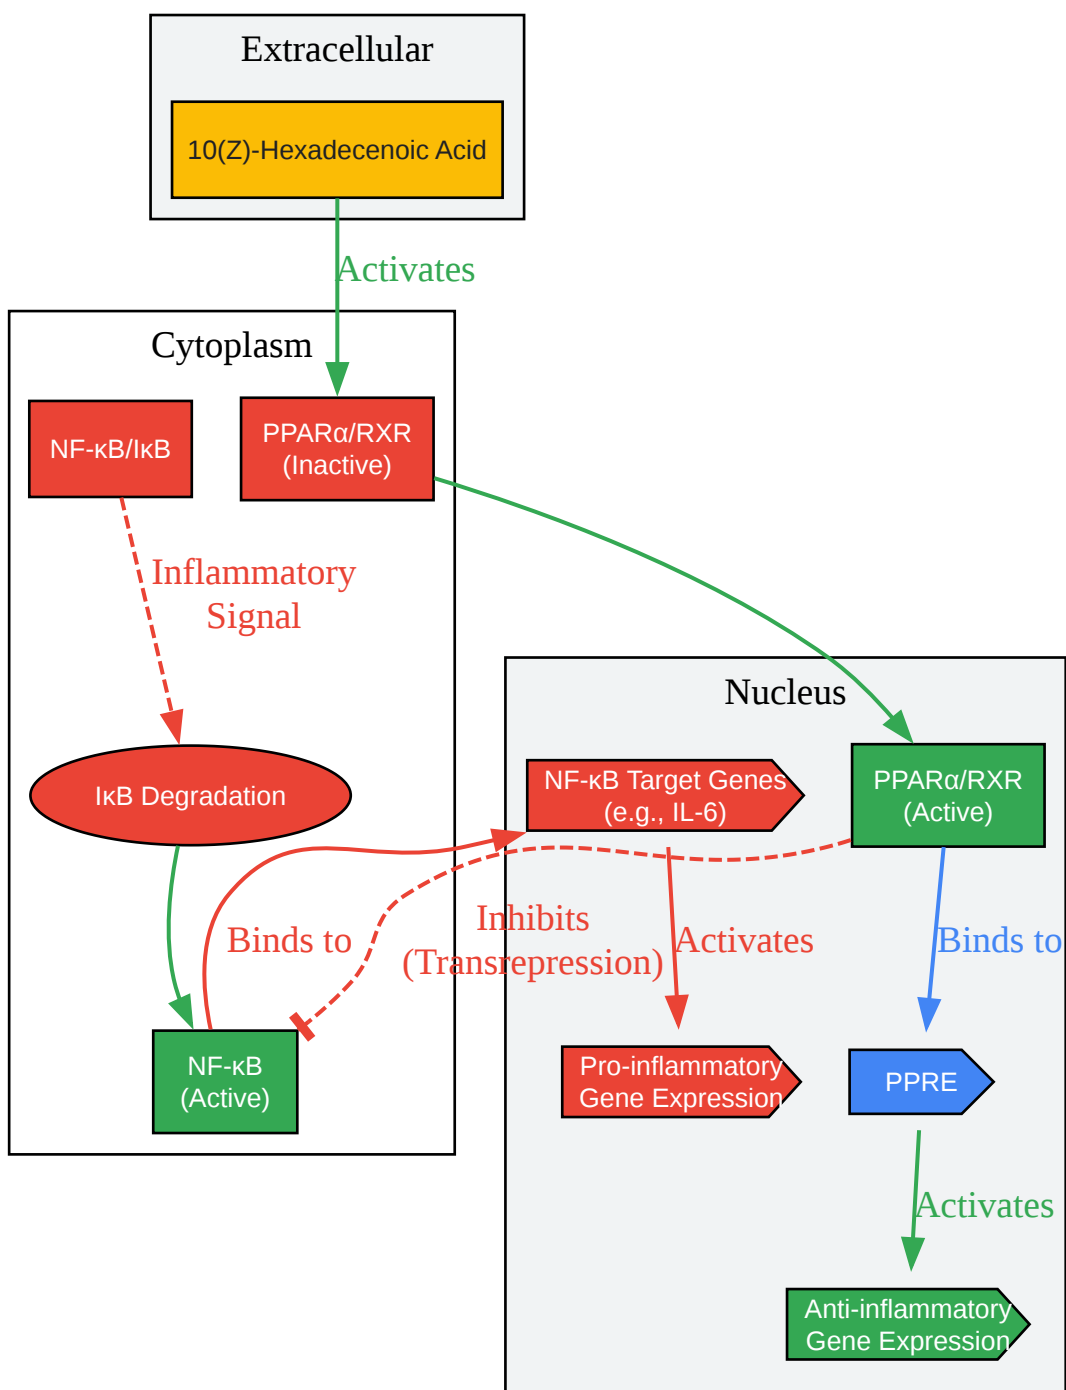 Extracellular
10(Z)-Hexadecenoic Acid
Activates
Cytoplasm
NF-κB/IκB
PPARα/RXR
(Inactive)
Inflammatory
Signal
Nucleus
IκB Degradation
NF-κB Target Genes
(e.g., IL-6)
PPARα/RXR
(Active)
Binds to
Inhibits
(Transrepression)
Activates
Binds to
NF-κB
(Active)
Pro-inflammatory
Gene Expression
PPRE
Activates
Anti-inflammatory
Gene Expression